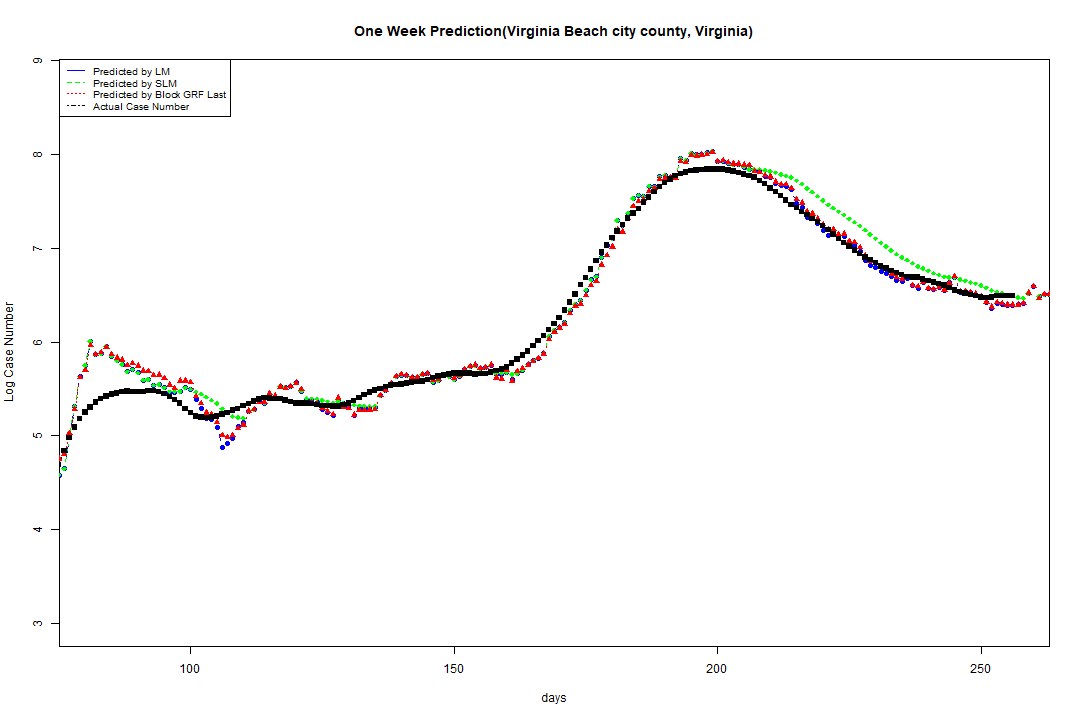 One Week Prediction(Virginia Beach city county, Virginia)
Predicted by LM
Predicted by SLM
Predicted by Block GRF Last
Actual Case Number
9
8
7
6
5
4
3
Log Case Number
100 150 200 250
days